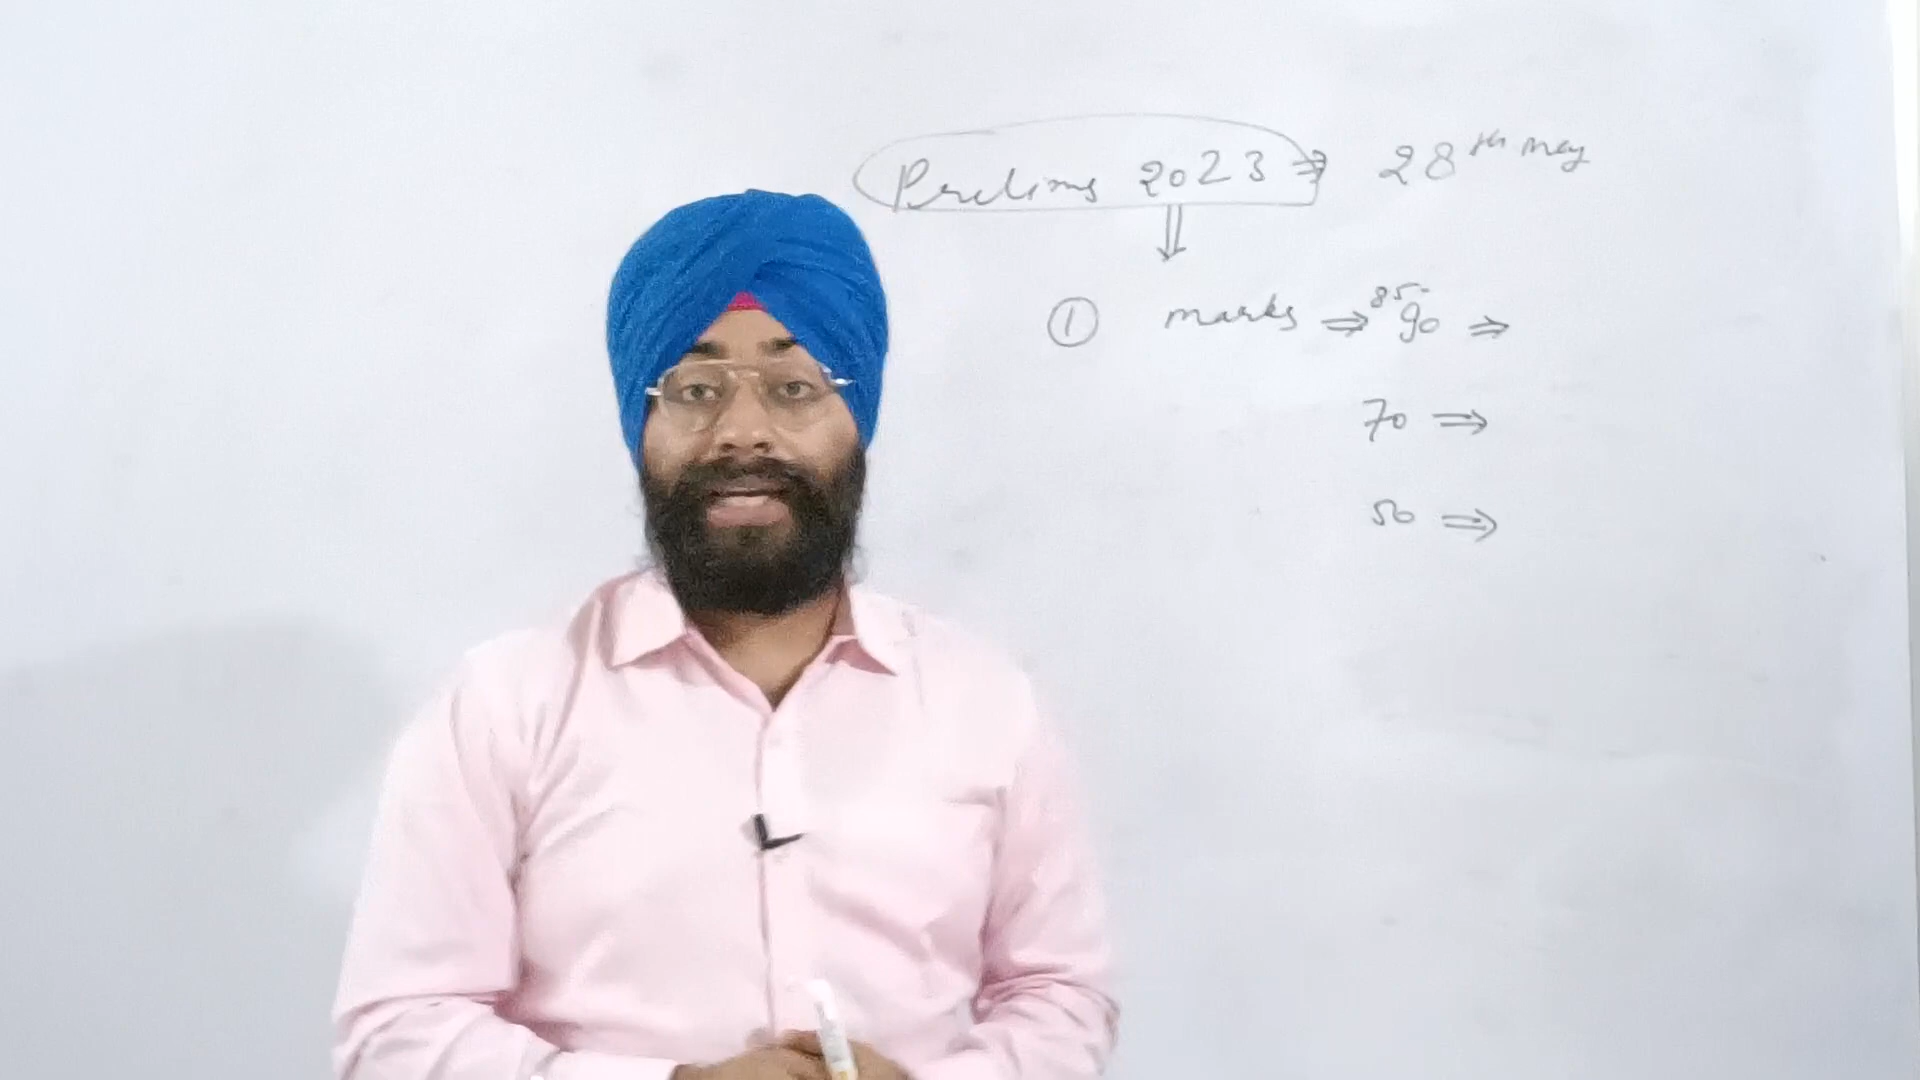 Prelims 2023 ⇒ 28th May
① marks ⇒ 85- 90 ⇒
70 ⇒
50 ⇒